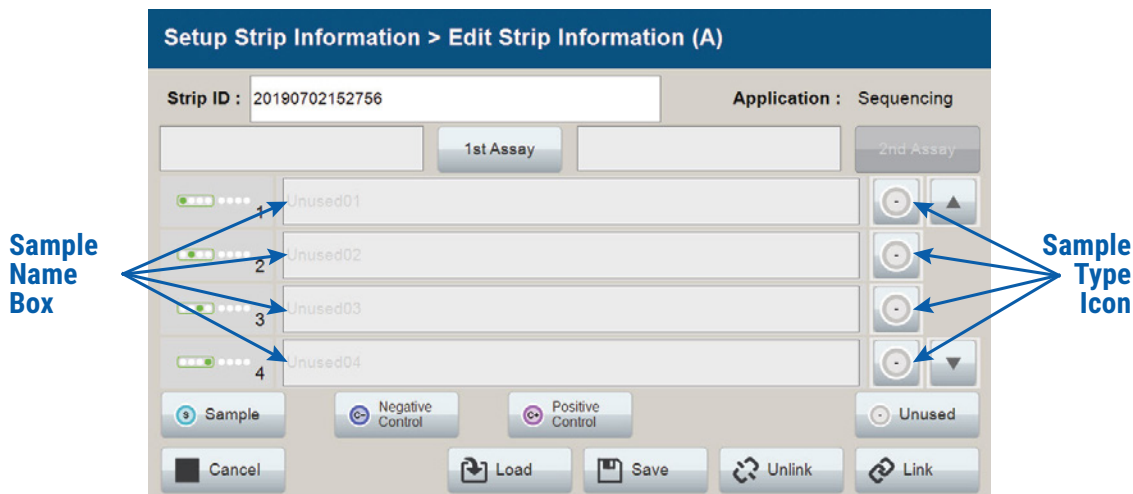 Setup Strip Information > Edit Strip Information (A)
Strip ID : 20190702152756 Application : Sequencing
1st Assay 2nd Assay
1 Unused01
2 Unused02
3 Unused03
4 Unused04
Sample
Name
Box
Sample
Type
Icon
S Sample
C- Negative
Control
C+ Positive
Control
Unused
Cancel Load Save Unlink Link